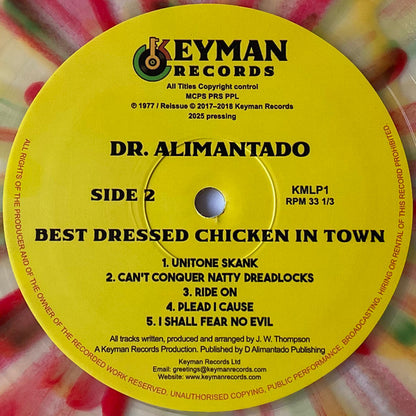 KEYMAN
RECORDS
All Titles Copyright control
MCPS PRS PPL
℗ 1977 / Reissue © 2017–2018 Keyman Records
2025 pressing
DR. ALIMANTADO
SIDE 2
KMLP1
RPM 33 1/3
BEST DRESSED CHICKEN IN TOWN
1. UNITONE SKANK
2. CAN'T CONQUER NATTY DREADLOCKS
3. RIDE ON
4. PLEAD I CAUSE
5. I SHALL FEAR NO EVIL
All tracks written, produced and arranged by J. W. Thompson
A Keyman Records Production. Published by D Alimantado Publishing
Keyman Records Ltd
Email: greetings@keymanrecords.com
Website: www.keymanrecords.com
ALL RIGHTS OF THE PRODUCER AND OF THE OWNER OF THE RECORDED WORK RESERVED. UNAUTHORISED COPYING, PUBLIC PERFORMANCE, BROADCASTING, HIRING OR RENTAL OF THIS RECORD PROHIBITED.